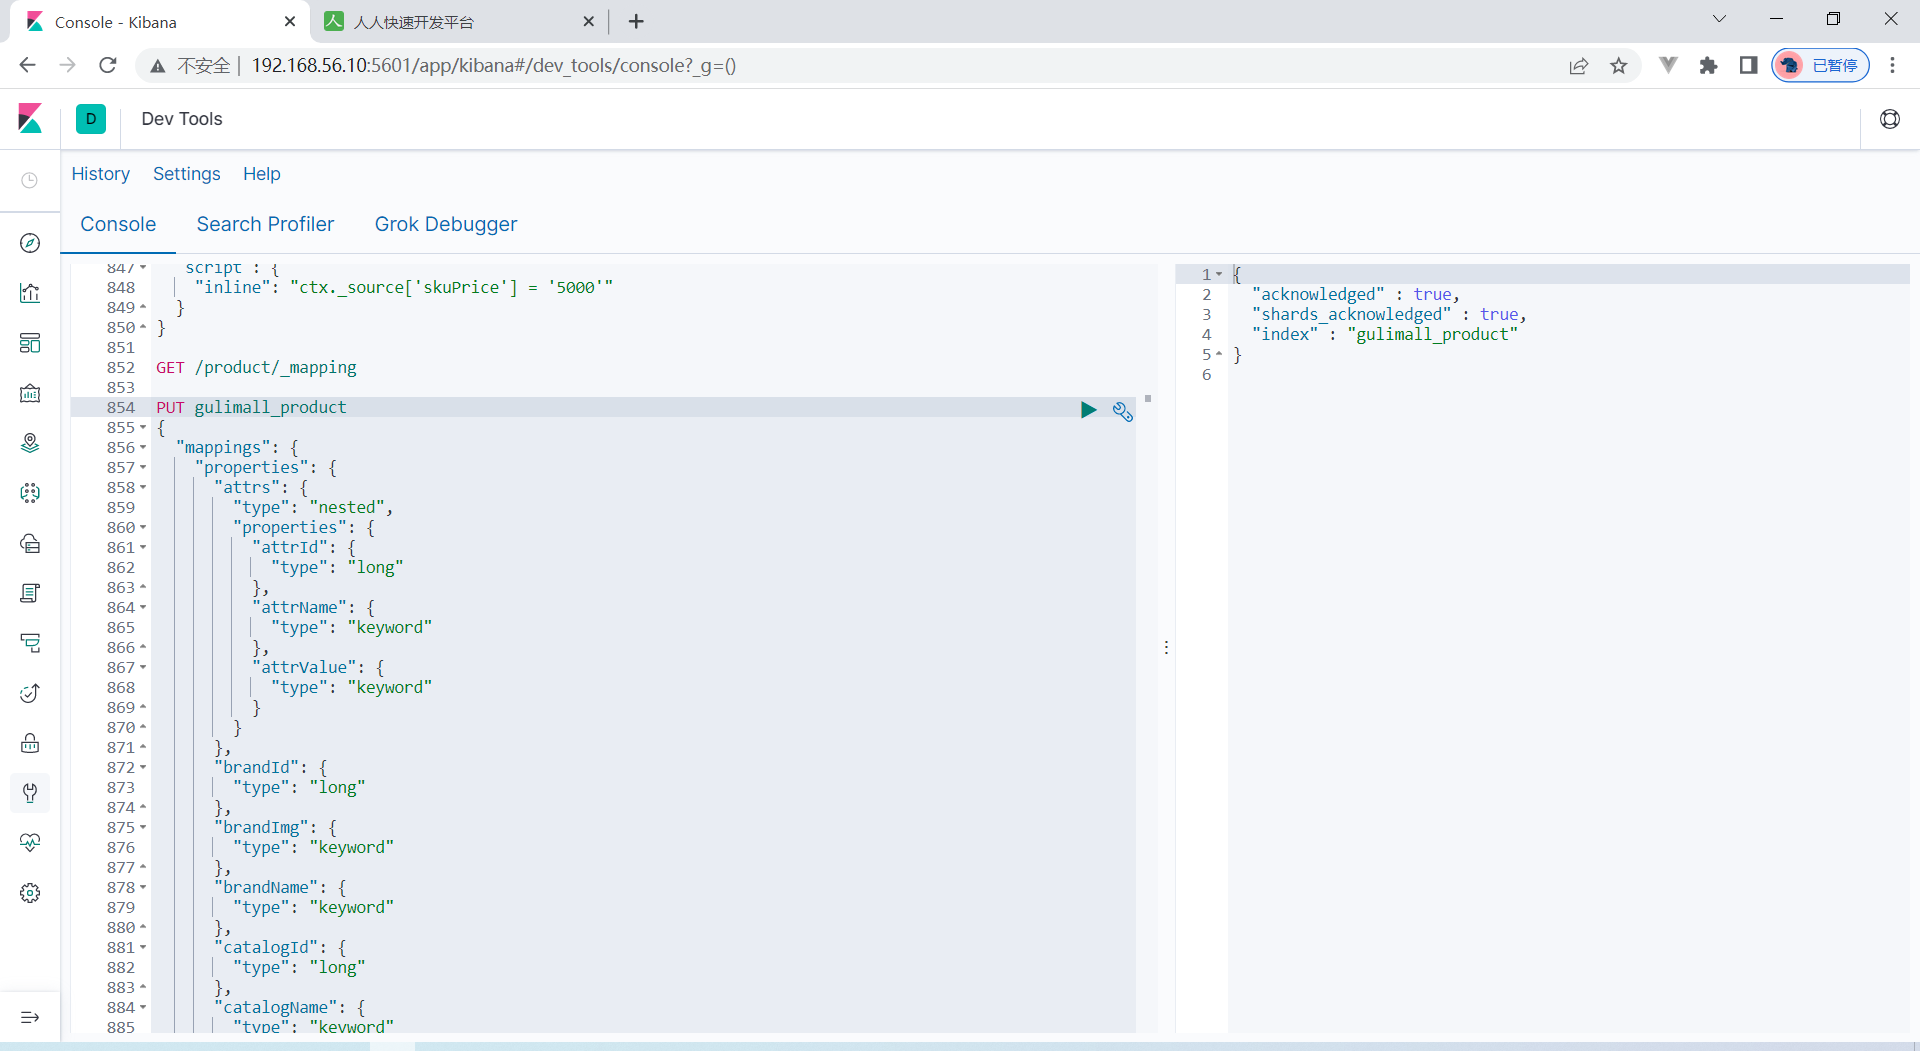 Console - Kibana
人人快速开发平台
不安全 | 192.168.56.10:5601/app/kibana#/dev_tools/console?_g=()
已暂停
D
Dev Tools
History Settings Help
Console Search Profiler Grok Debugger
847 script : {
848 "inline": "ctx._source['skuPrice'] = '5000'"
849 }
850 }
851
852 GET /product/_mapping
853
854 PUT gulimall_product
855 {
856 "mappings": {
857 "properties": {
858 "attrs": {
859 "type": "nested",
860 "properties": {
861 "attrId": {
862 "type": "long"
863 },
864 "attrName": {
865 "type": "keyword"
866 },
867 "attrValue": {
868 "type": "keyword"
869 }
870 }
871 },
872 "brandId": {
873 "type": "long"
874 },
875 "brandImg": {
876 "type": "keyword"
877 },
878 "brandName": {
879 "type": "keyword"
880 },
881 "catalogId": {
882 "type": "long"
883 },
884 "catalogName": {
885 "type": "keyword"
1 {
2 "acknowledged" : true,
3 "shards_acknowledged" : true,
4 "index" : "gulimall_product"
5 }
6